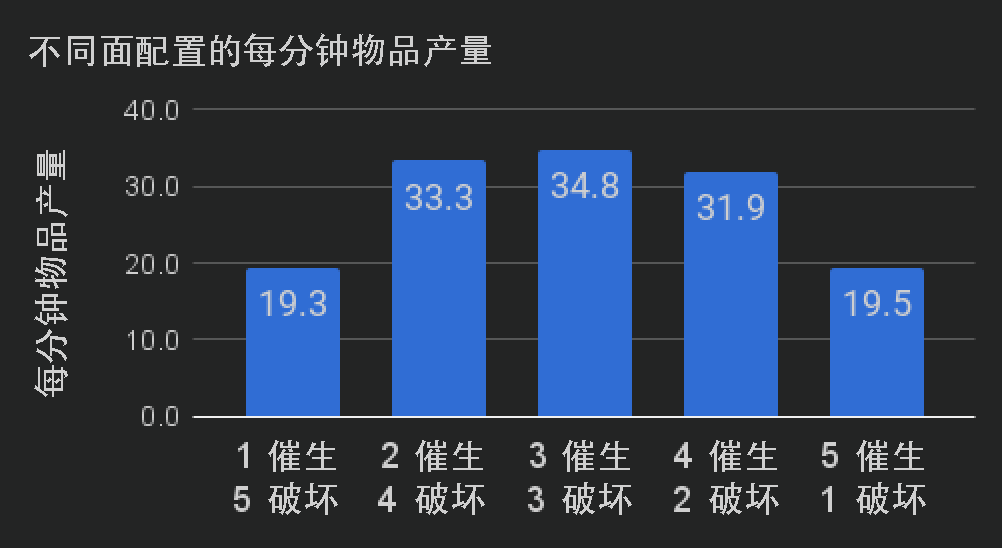 不同面配置的每分钟物品产量
每分钟物品产量
40.0
30.0
20.0
10.0
0.0
19.3
33.3
34.8
31.9
19.5
1 催生
5 破坏
2 催生
4 破坏
3 催生
3 破坏
4 催生
2 破坏
5 催生
1 破坏